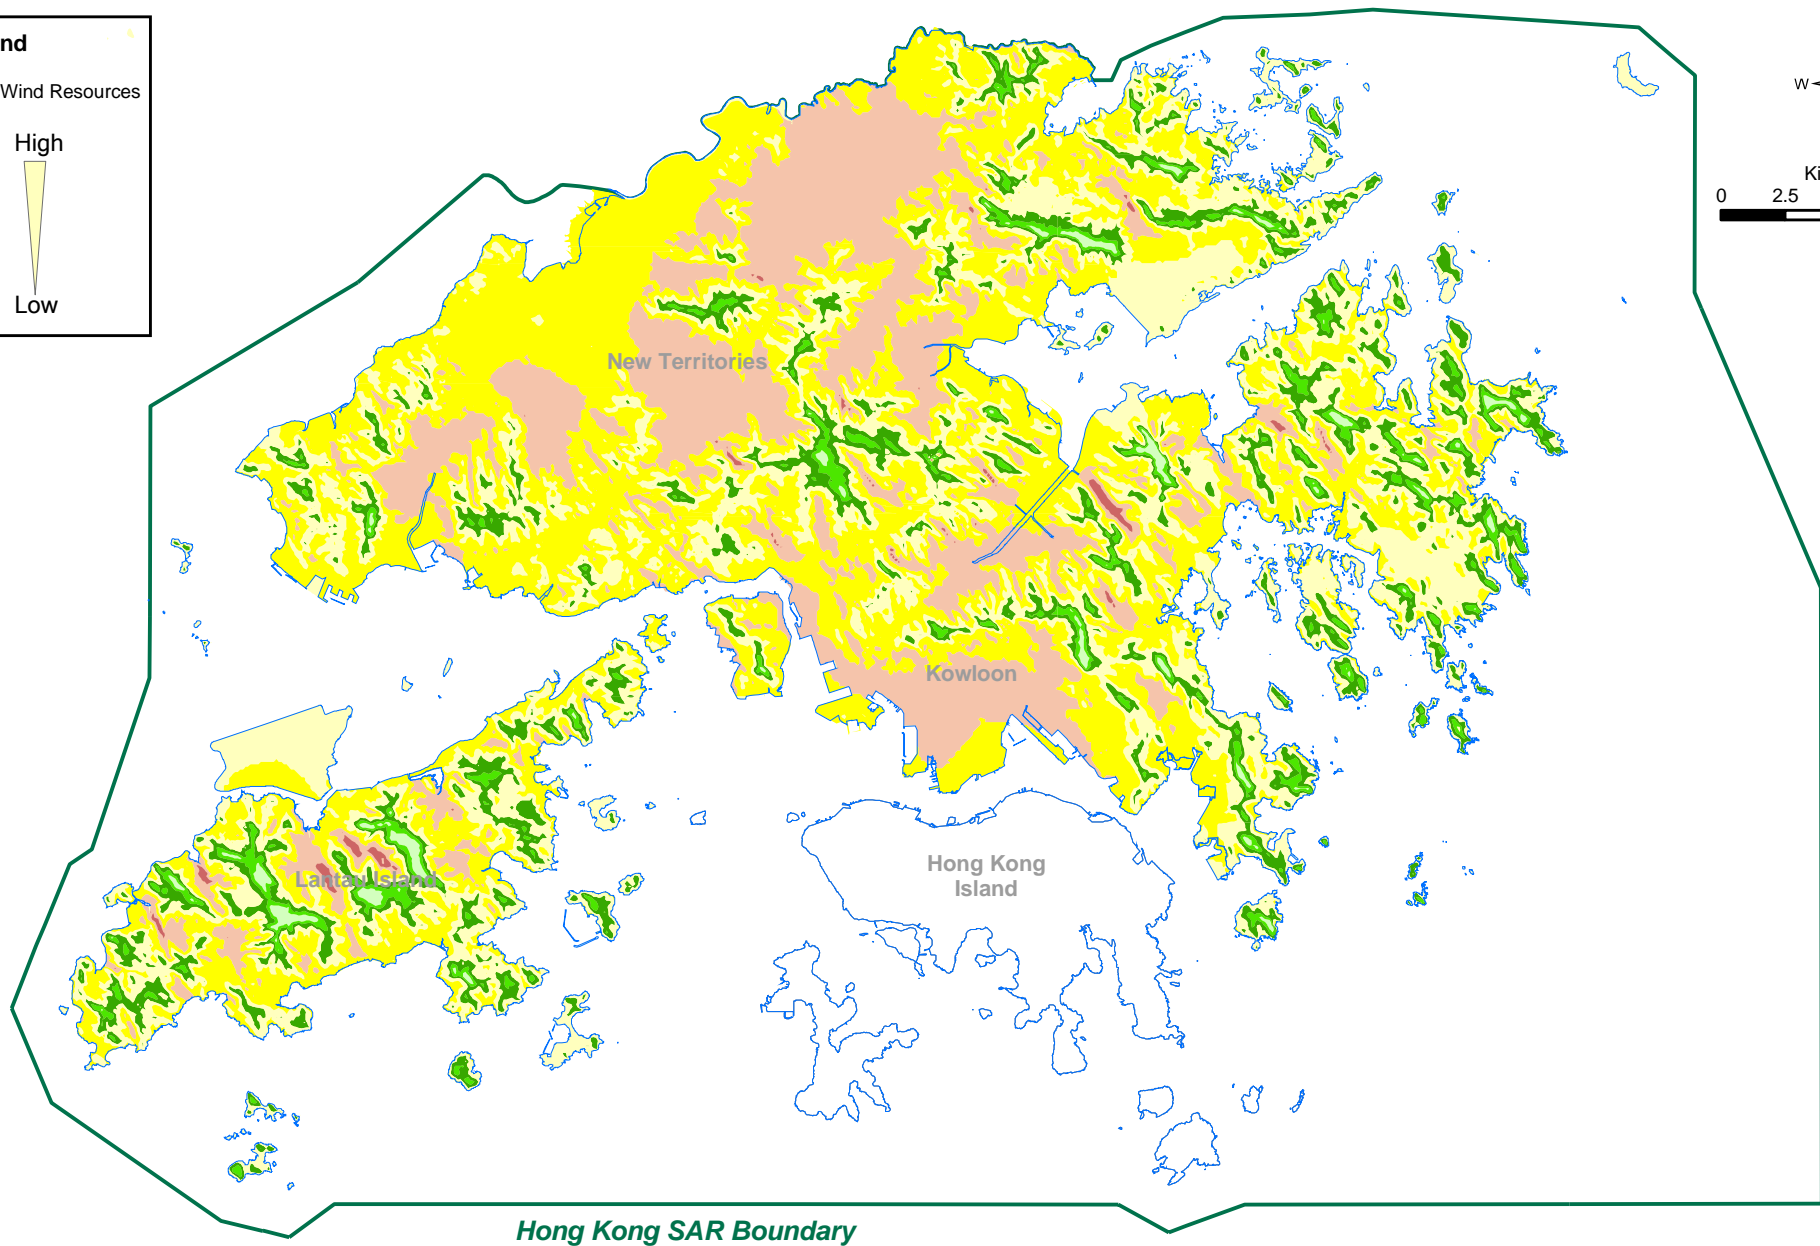 nd
Wind Resources
High
Low
W
Ki
0 2.5
New Territories
Kowloon
Hong Kong
Island
Lantau Island
Hong Kong SAR Boundary